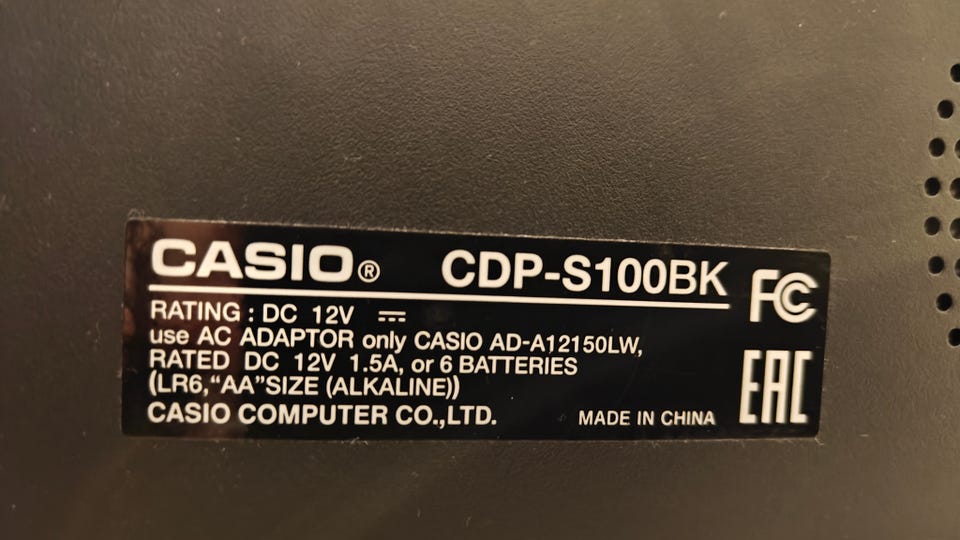 CASIO® CDP-S100BK
FC
RATING : DC 12V ⎓
use AC ADAPTOR only CASIO AD-A12150LW,
RATED DC 12V 1.5A, or 6 BATTERIES
(LR6,“AA”SIZE (ALKALINE))
EAC
CASIO COMPUTER CO.,LTD. MADE IN CHINA